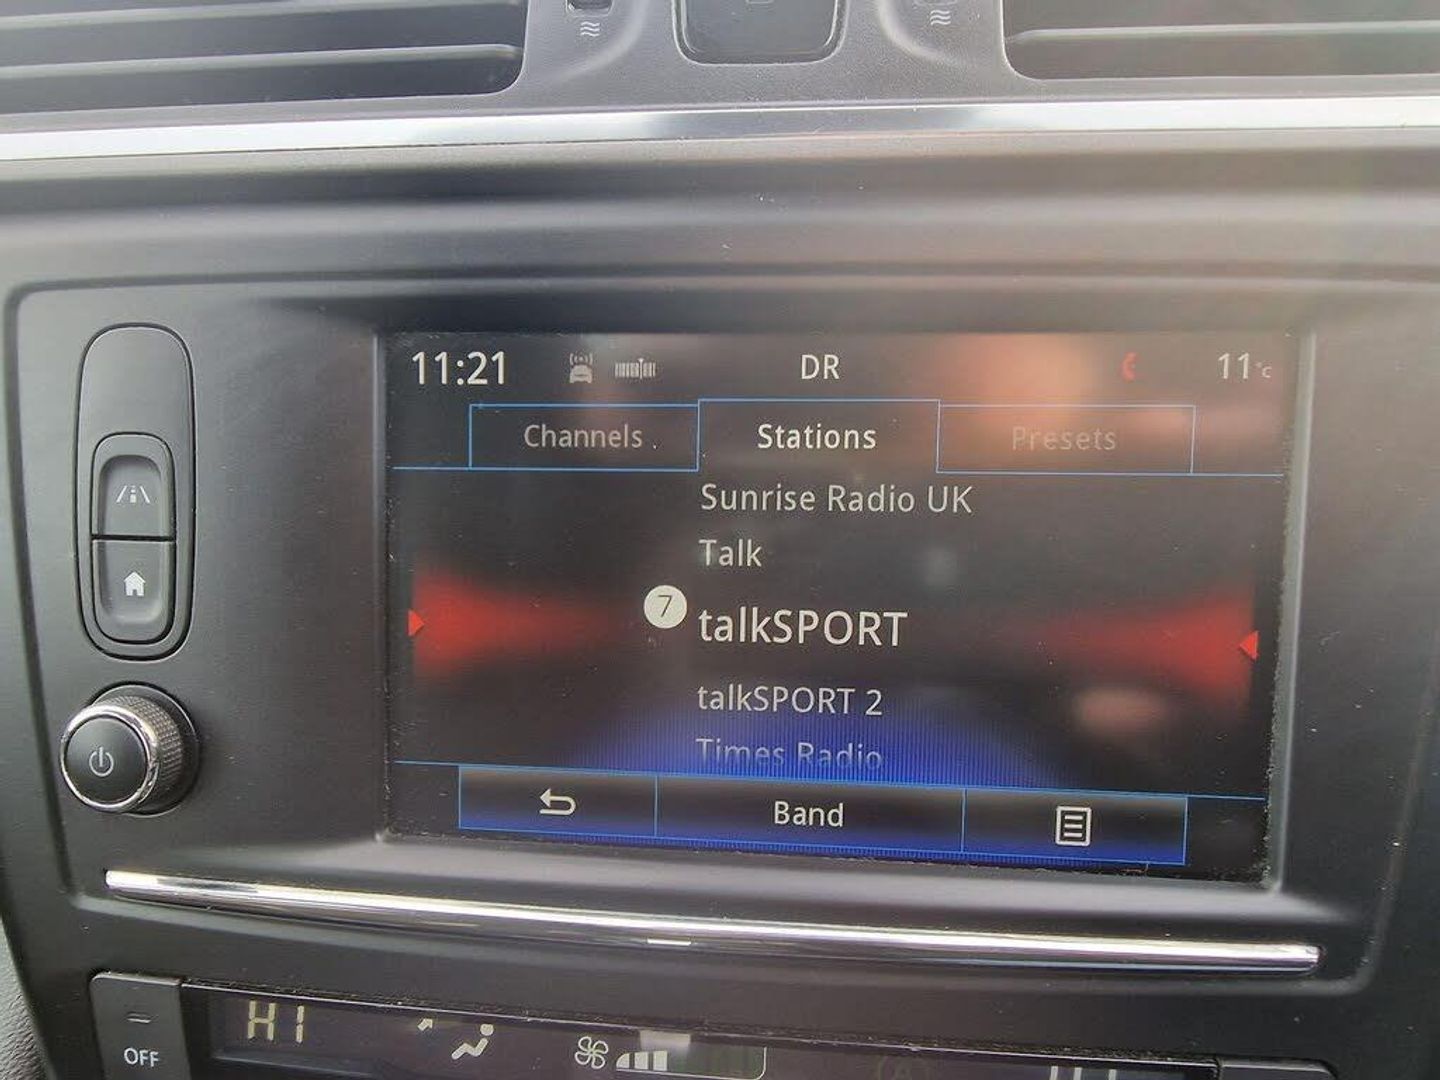 11:21 DR 11°C
Channels Stations Presets
Sunrise Radio UK
Talk
7 talkSPORT
talkSPORT 2
Times Radio
Band
HI
OFF